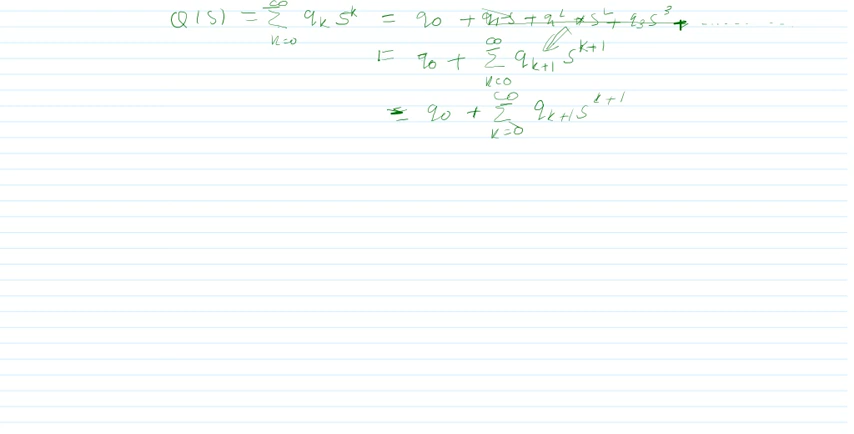 Q(S) = ∑_{k=0}^{∞} q_k s^k = q_0 + q_1 s + q_2 s^2 + q_3 s^3 + ........
= q_0 + ∑_{k=0}^{∞} q_{k+1} s^{k+1}
= q_0 + ∑_{k=0}^{∞} q_{k+1} s^{k+1}